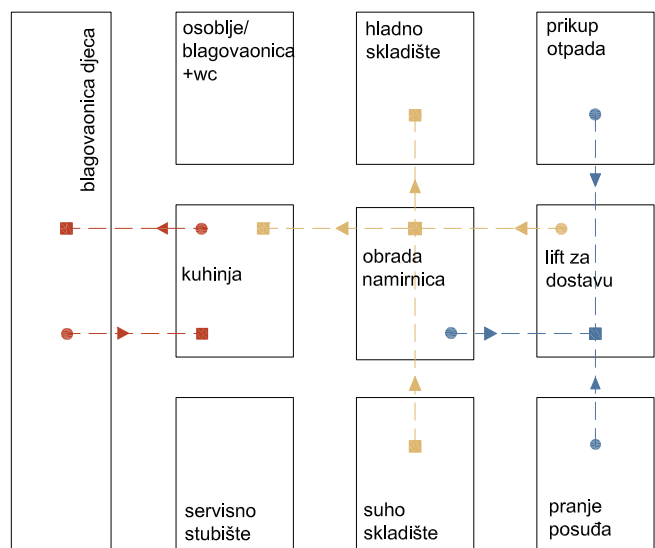 blagovaonica djeca
osoblje/
blagovaonica
+wc
hladno
skladište
prikup
otpada
kuhinja
obrada
namirnica
lift za
dostavu
servisno
stubište
suho
skladište
pranje
posuđa